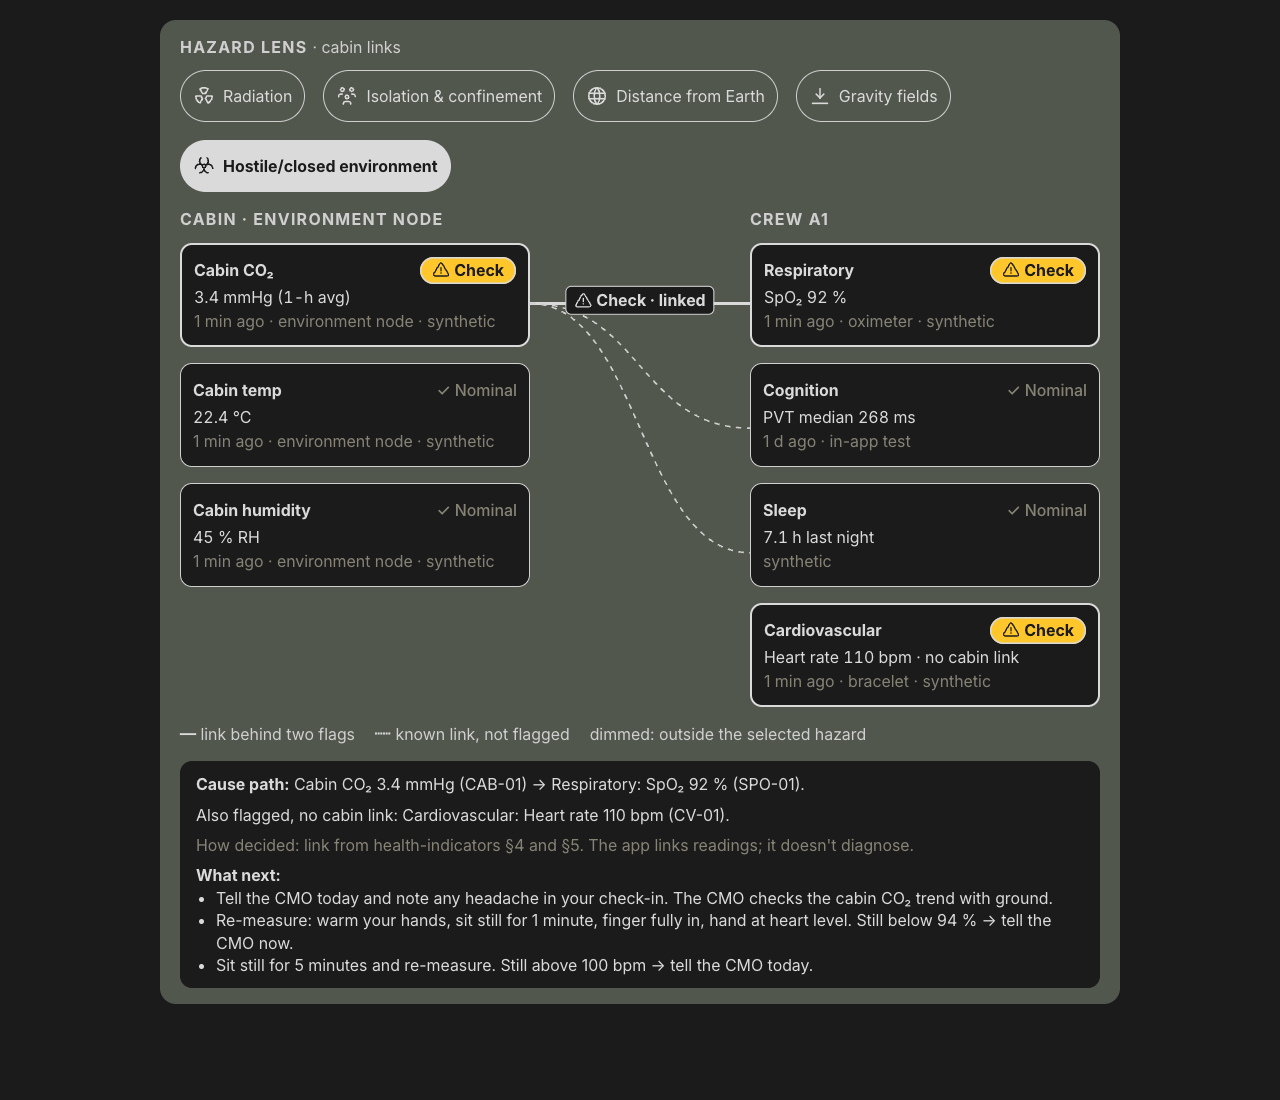 HAZARD LENS · cabin links
Radiation
Isolation & confinement
Distance from Earth
Gravity fields
Hostile/closed environment
CABIN · ENVIRONMENT NODE
CREW A1
Cabin CO₂
Check
3.4 mmHg (1-h avg)
1 min ago · environment node · synthetic
Check · linked
Respiratory
Check
SpO₂ 92 %
1 min ago · oximeter · synthetic
Cabin temp
✓ Nominal
22.4 °C
1 min ago · environment node · synthetic
Cognition
✓ Nominal
PVT median 268 ms
1 d ago · in-app test
Cabin humidity
✓ Nominal
45 % RH
1 min ago · environment node · synthetic
Sleep
✓ Nominal
7.1 h last night
synthetic
Cardiovascular
Check
Heart rate 110 bpm · no cabin link
1 min ago · bracelet · synthetic
link behind two flags
known link, not flagged
dimmed: outside the selected hazard
Cause path: Cabin CO₂ 3.4 mmHg (CAB-01) → Respiratory: SpO₂ 92 % (SPO-01).
Also flagged, no cabin link: Cardiovascular: Heart rate 110 bpm (CV-01).
How decided: link from health-indicators §4 and §5. The app links readings; it doesn't diagnose.
What next:
• Tell the CMO today and note any headache in your check-in. The CMO checks the cabin CO₂ trend with ground.
• Re-measure: warm your hands, sit still for 1 minute, finger fully in, hand at heart level. Still below 94 % → tell the
CMO now.
• Sit still for 5 minutes and re-measure. Still above 100 bpm → tell the CMO today.